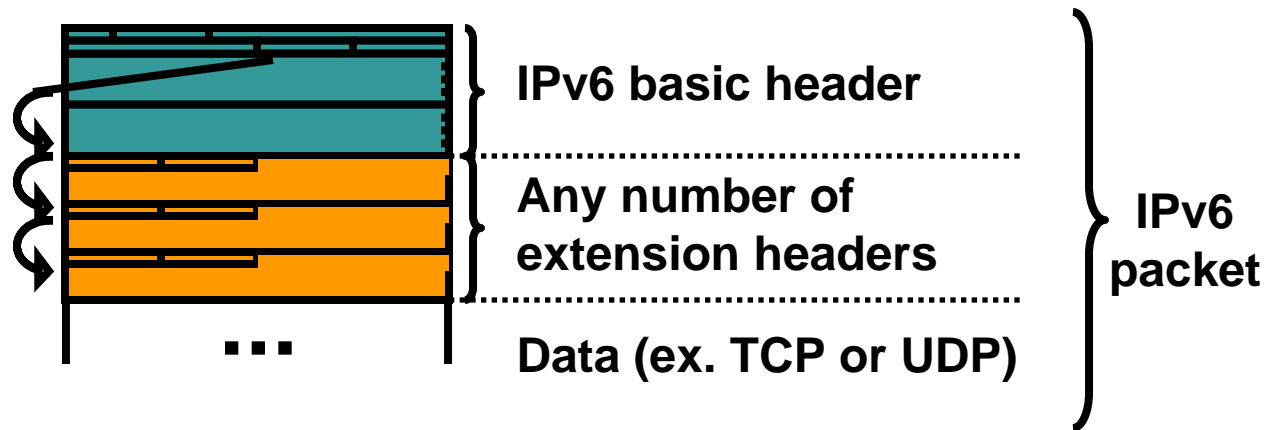 IPv6 basic header
Any number of
extension headers
IPv6
packet
...
Data (ex. TCP or UDP)